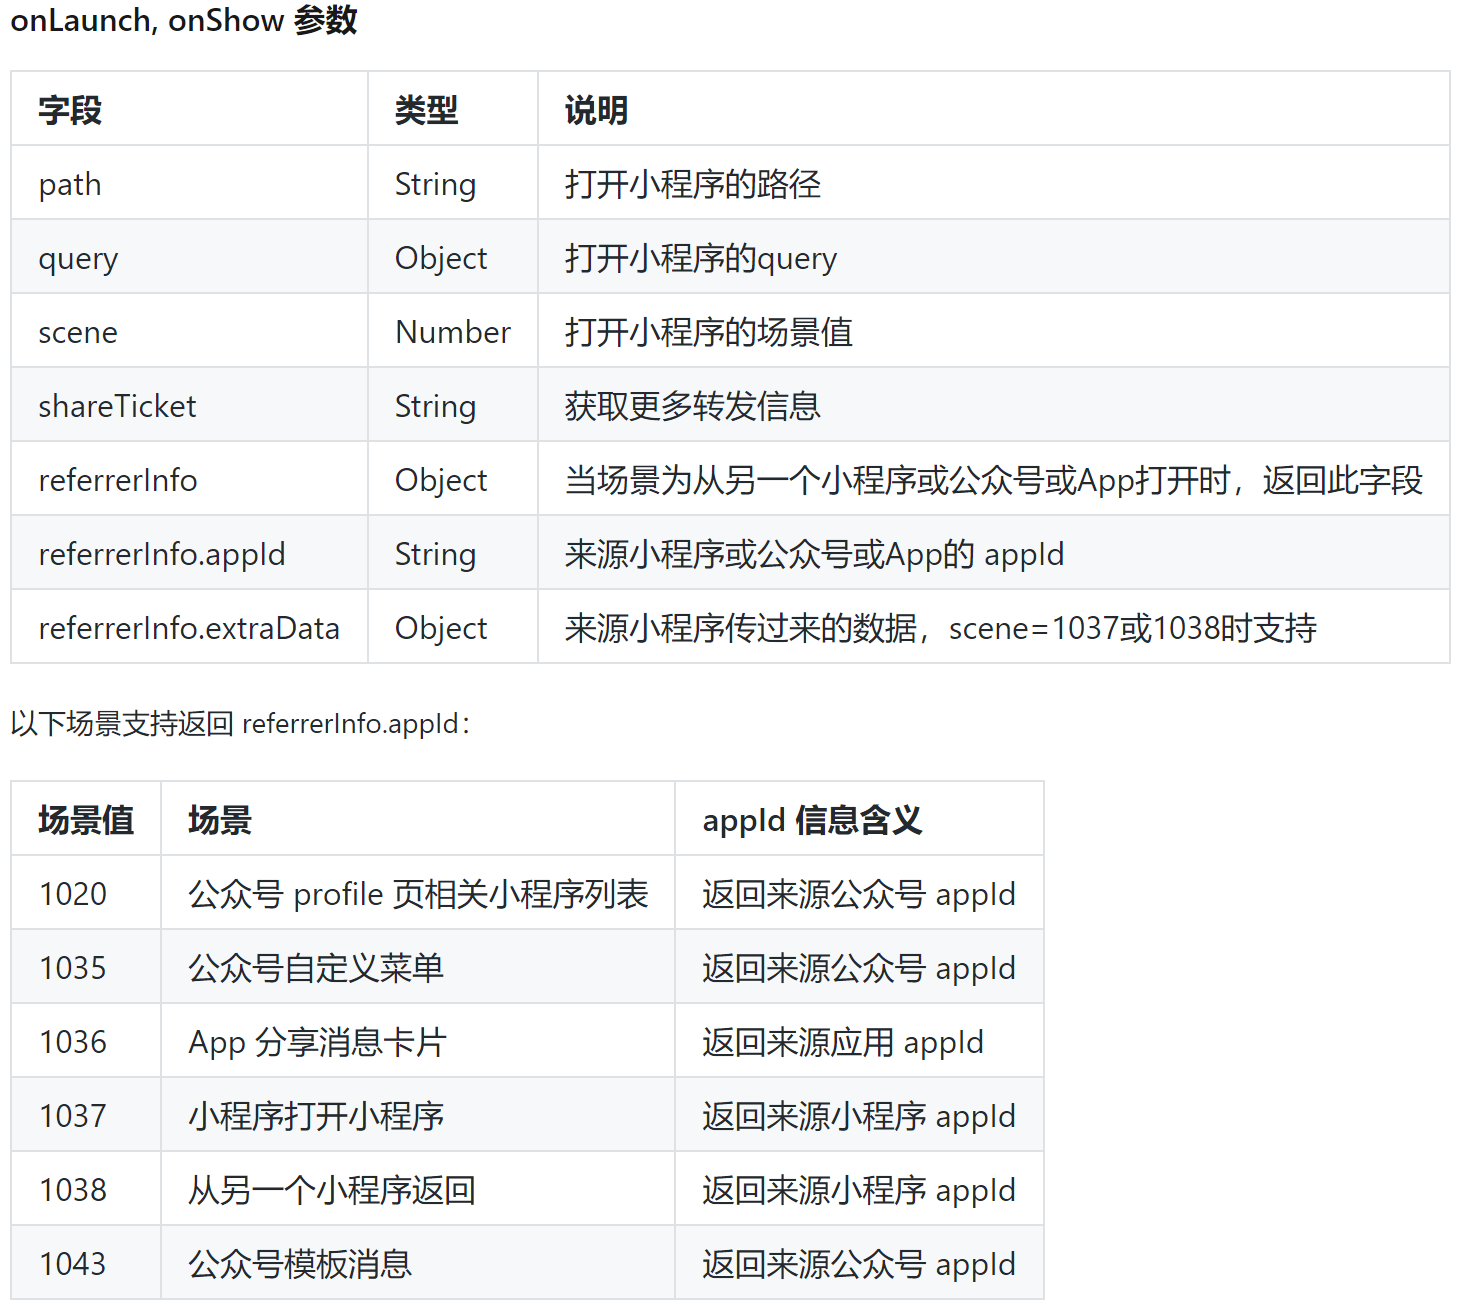 onLaunch, onShow 参数
字段 类型 说明
path String 打开小程序的路径
query Object 打开小程序的query
scene Number 打开小程序的场景值
shareTicket String 获取更多转发信息
referrerInfo Object 当场景为从另一个小程序或公众号或App打开时，返回此字段
referrerInfo.appId String 来源小程序或公众号或App的 appId
referrerInfo.extraData Object 来源小程序传过来的数据，scene=1037或1038时支持
以下场景支持返回 referrerInfo.appId：
场景值 场景 appId 信息含义
1020 公众号 profile 页相关小程序列表 返回来源公众号 appId
1035 公众号自定义菜单 返回来源公众号 appId
1036 App 分享消息卡片 返回来源应用 appId
1037 小程序打开小程序 返回来源小程序 appId
1038 从另一个小程序返回 返回来源小程序 appId
1043 公众号模板消息 返回来源公众号 appId